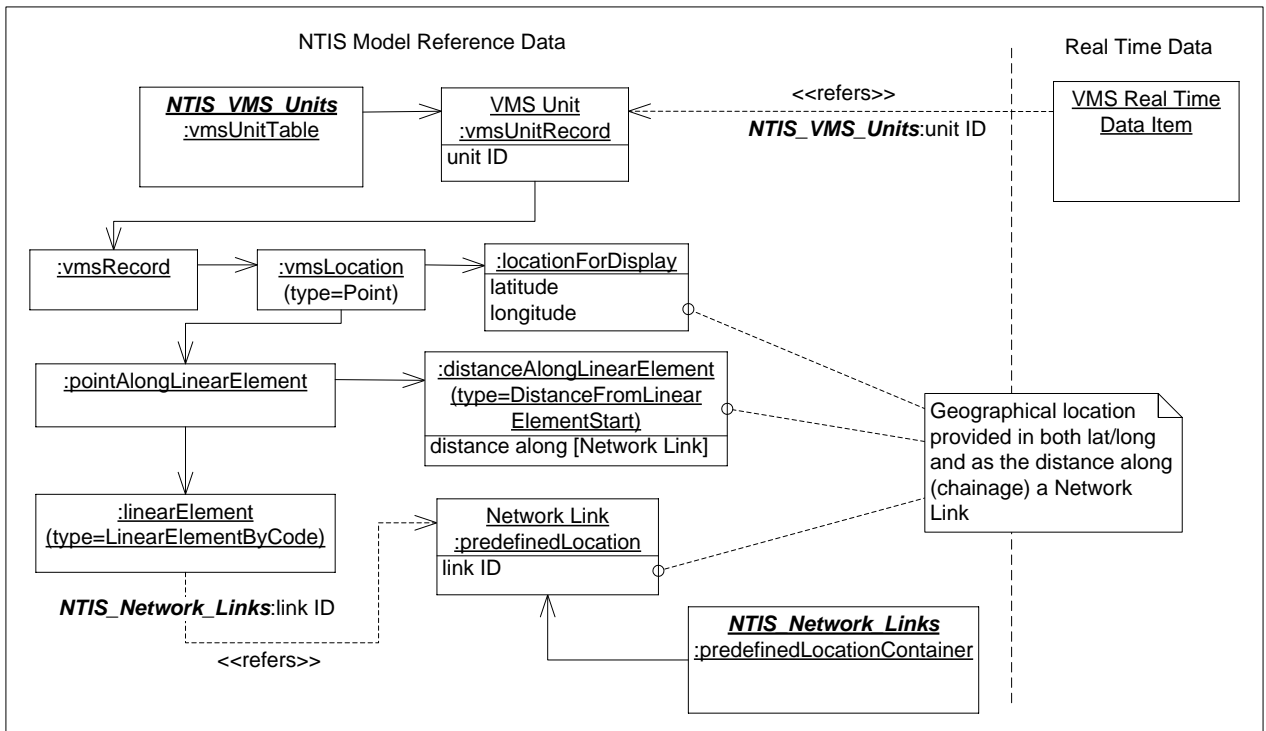 NTIS Model Reference Data
Real Time Data
NTIS_VMS_Units
:vmsUnitTable
VMS Unit
:vmsUnitRecord
unit ID
<<refers>>
NTIS_VMS_Units:unit ID
VMS Real Time
Data Item
:vmsRecord
:vmsLocation
(type=Point)
:locationForDisplay
latitude
longitude
:pointAlongLinearElement
:distanceAlongLinearElement
(type=DistanceFromLinear
ElementStart)
distance along [Network Link]
Geographical location
provided in both lat/long
and as the distance along
(chainage) a Network
Link
:linearElement
(type=LinearElementByCode)
Network Link
:predefinedLocation
link ID
NTIS_Network_Links:link ID
<<refers>>
NTIS_Network_Links
:predefinedLocationContainer